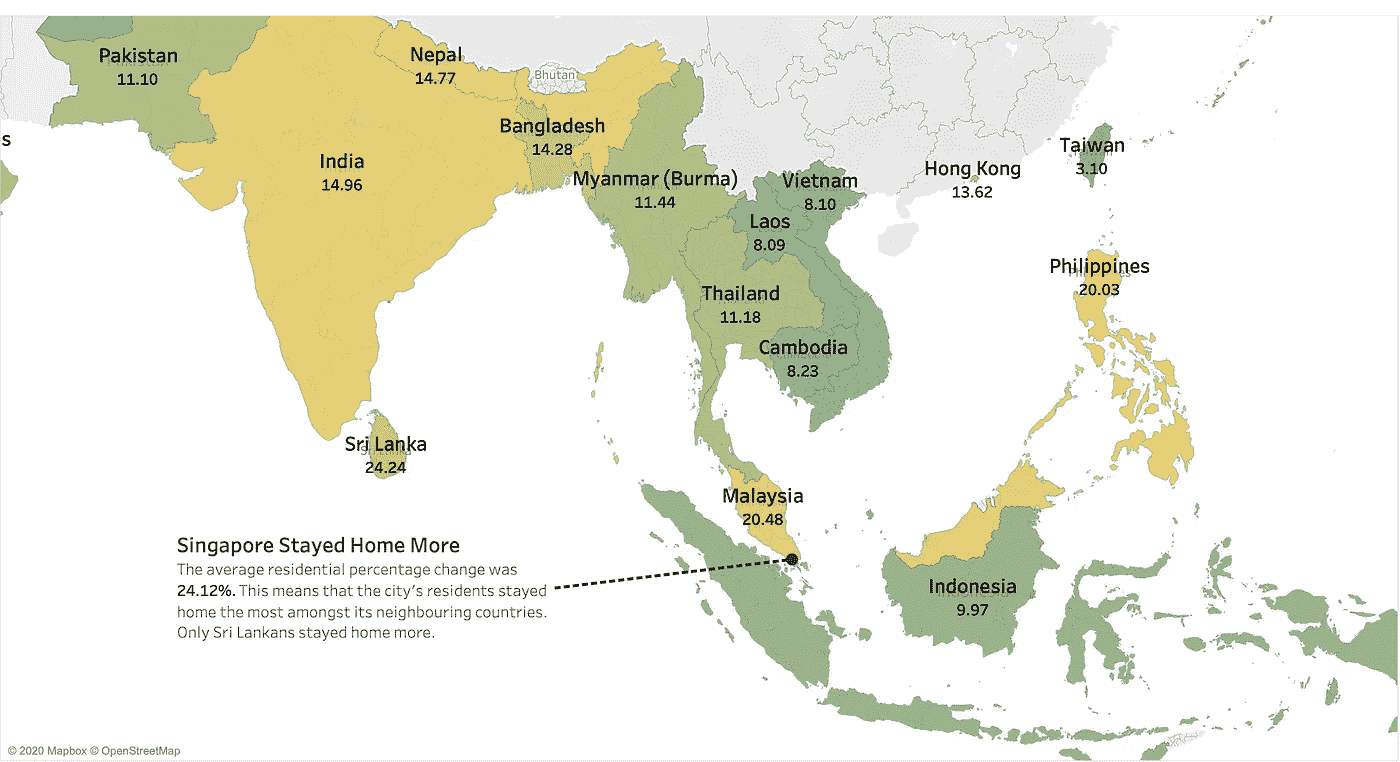 Pakistan
11.10
Nepal
14.77
Bhutan
s
Bangladesh
14.28
India
14.96
Myanmar (Burma)
11.44
Vietnam
8.10
Hong Kong
13.62
Taiwan
3.10
Laos
8.09
Philippines
20.03
Thailand
11.18
Cambodia
8.23
Sri Lanka
24.24
Malaysia
20.48
Singapore Stayed Home More
The average residential percentage change was
24.12%. This means that the city's residents stayed
home the most amongst its neighbouring countries.
Only Sri Lankans stayed home more.
Indonesia
9.97
© 2020 Mapbox © OpenStreetMap